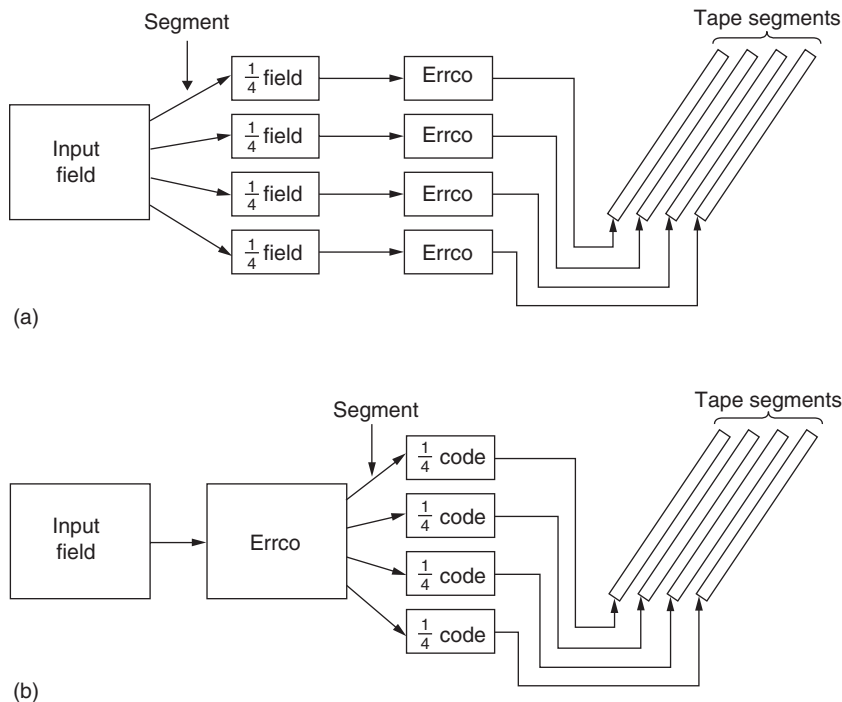 Tape segments
Segment
1/4 field
Errco
Input
field
1/4 field
Errco
1/4 field
Errco
1/4 field
Errco
(a)
Tape segments
Segment
1/4 code
Input
field
Errco
1/4 code
1/4 code
1/4 code
(b)